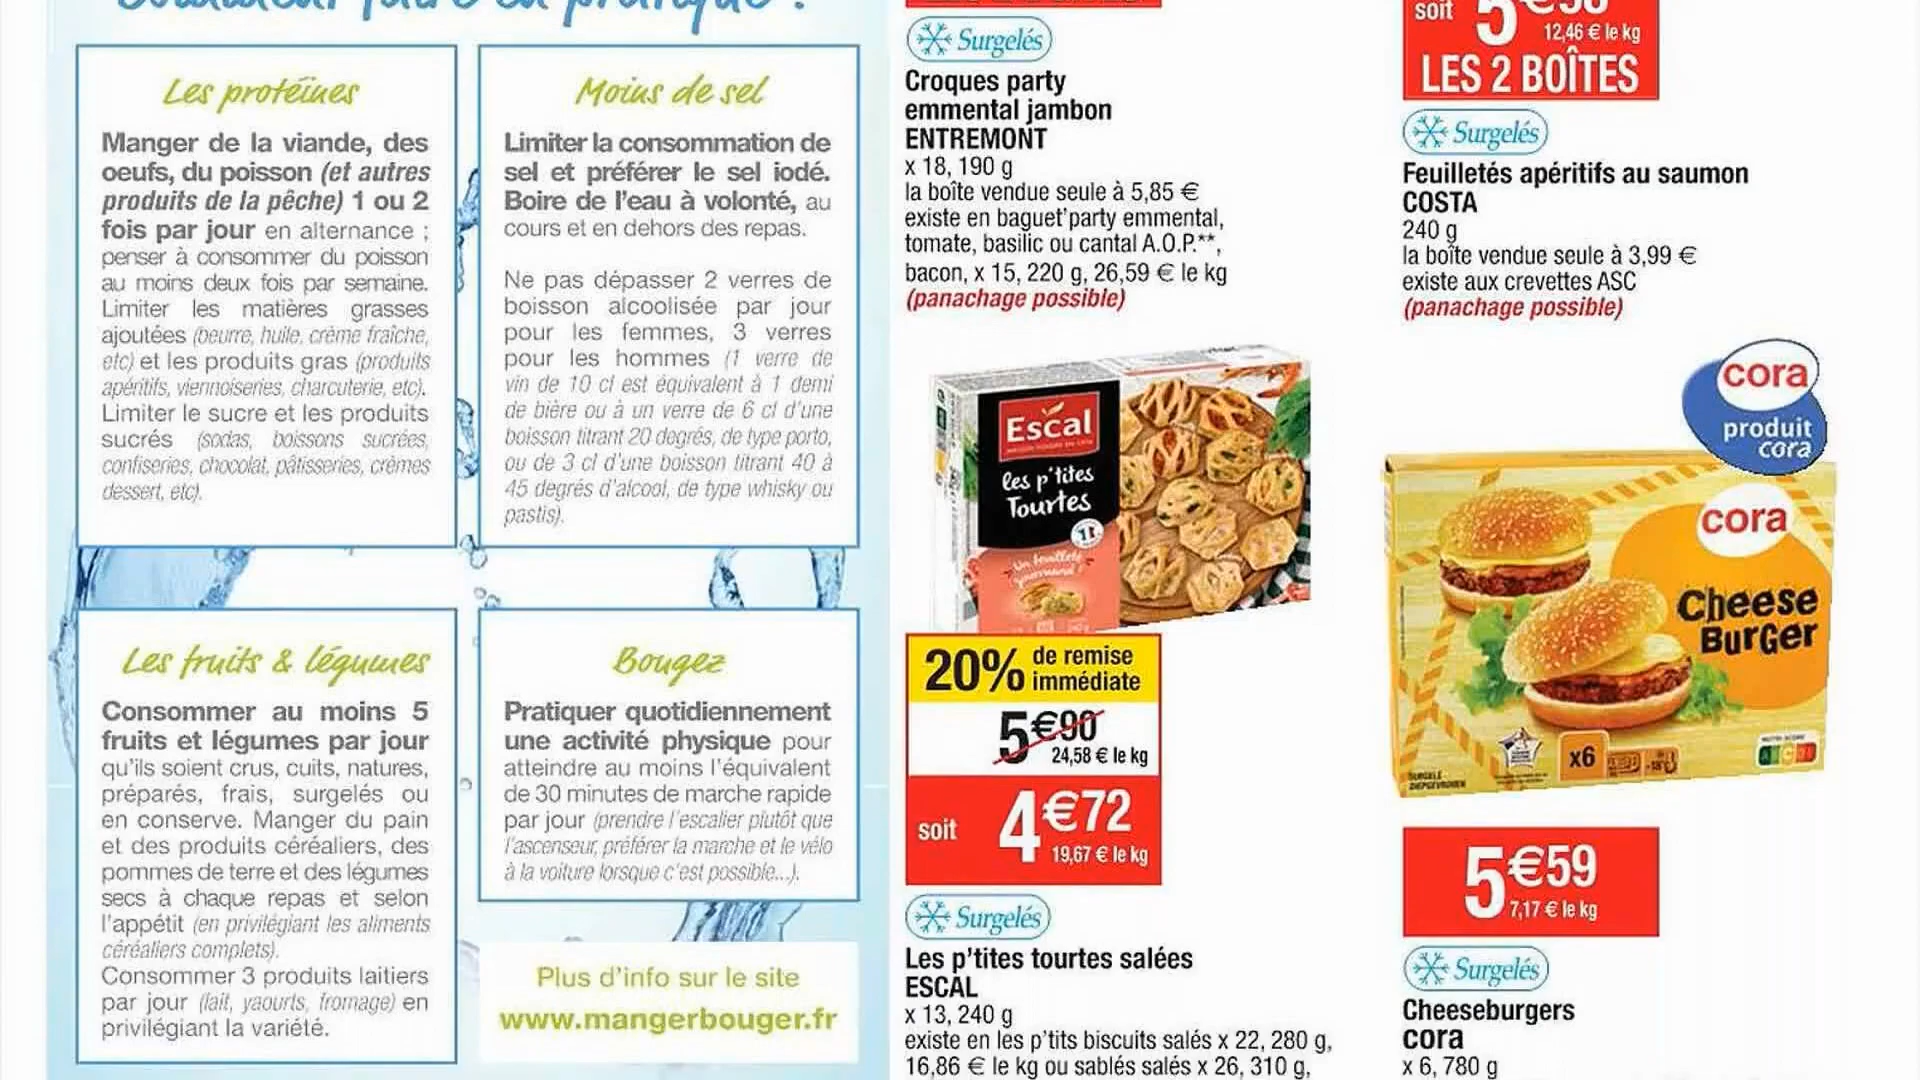 Comment faire en pratique ?
Les protéines
Manger de la viande, des
oeufs, du poisson (et autres
produits de la pêche) 1 ou 2
fois par jour en alternance ;
penser à consommer du poisson
au moins deux fois par semaine.
Limiter les matières grasses
ajoutées (beurre, huile, crème fraîche,
etc) et les produits gras (produits
apéritifs, viennoiseries, charcuterie, etc).
Limiter le sucre et les produits
sucrés (sodas, boissons sucrées,
confiseries, chocolat, pâtisseries, crèmes
dessert, etc).
Moins de sel
Limiter la consommation de
sel et préférer le sel iodé.
Boire de l'eau à volonté, au
cours et en dehors des repas.
Ne pas dépasser 2 verres de
boisson alcoolisée par jour
pour les femmes, 3 verres
pour les hommes (1 verre de
vin de 10 cl est équivalent à 1 demi
de bière ou à un verre de 6 cl d'une
boisson titrant 20 degrés, de type porto,
ou de 3 cl d'une boisson titrant 40 à
45 degrés d'alcool, de type whisky ou
pastis).
Les fruits & légumes
Consommer au moins 5
fruits et légumes par jour
qu'ils soient crus, cuits, natures,
préparés, frais, surgelés ou
en conserve. Manger du pain
et des produits céréaliers, des
pommes de terre et des légumes
secs à chaque repas et selon
l'appétit (en privilégiant les aliments
céréaliers complets).
Consommer 3 produits laitiers
par jour (lait, yaourts, fromage) en
privilégiant la variété.
Bougez
Pratiquer quotidiennement
une activité physique pour
atteindre au moins l'équivalent
de 30 minutes de marche rapide
par jour (prendre l'escalier plutôt que
l'ascenseur, préférer la marche et le vélo
à la voiture lorsque c'est possible...).
Plus d'info sur le site
www.mangerbouger.fr
Surgelés
Croques party
emmental jambon
ENTREMONT
x 18, 190 g
la boîte vendue seule à 5,85 €
existe en baguet'party emmental,
tomate, basilic ou cantal A.O.P.**,
bacon, x 15, 220 g, 26,59 € le kg
(panachage possible)
Escal
les p'tites
Tourtes
Un feuilleté
gourmand !
20% de remise
immédiate
5€90
24,58 € le kg
soit 4€72
19,67 € le kg
Surgelés
Les p'tites tourtes salées
ESCAL
x 13, 240 g
existe en les p'tits biscuits salés x 22, 280 g,
16,86 € le kg ou sablés salés x 26, 310 g,
soit 5€98
12,46 € le kg
LES 2 BOÎTES
Surgelés
Feuilletés apéritifs au saumon
COSTA
240 g
la boîte vendue seule à 3,99 €
existe aux crevettes ASC
(panachage possible)
cora
produit
cora
cora
Cheese
BurGer
x6
-18°
SURGELÉ
DIEPGEVROREN
NUTRI-SCORE
5€59
7,17 € le kg
Surgelés
Cheeseburgers
cora
x 6, 780 g